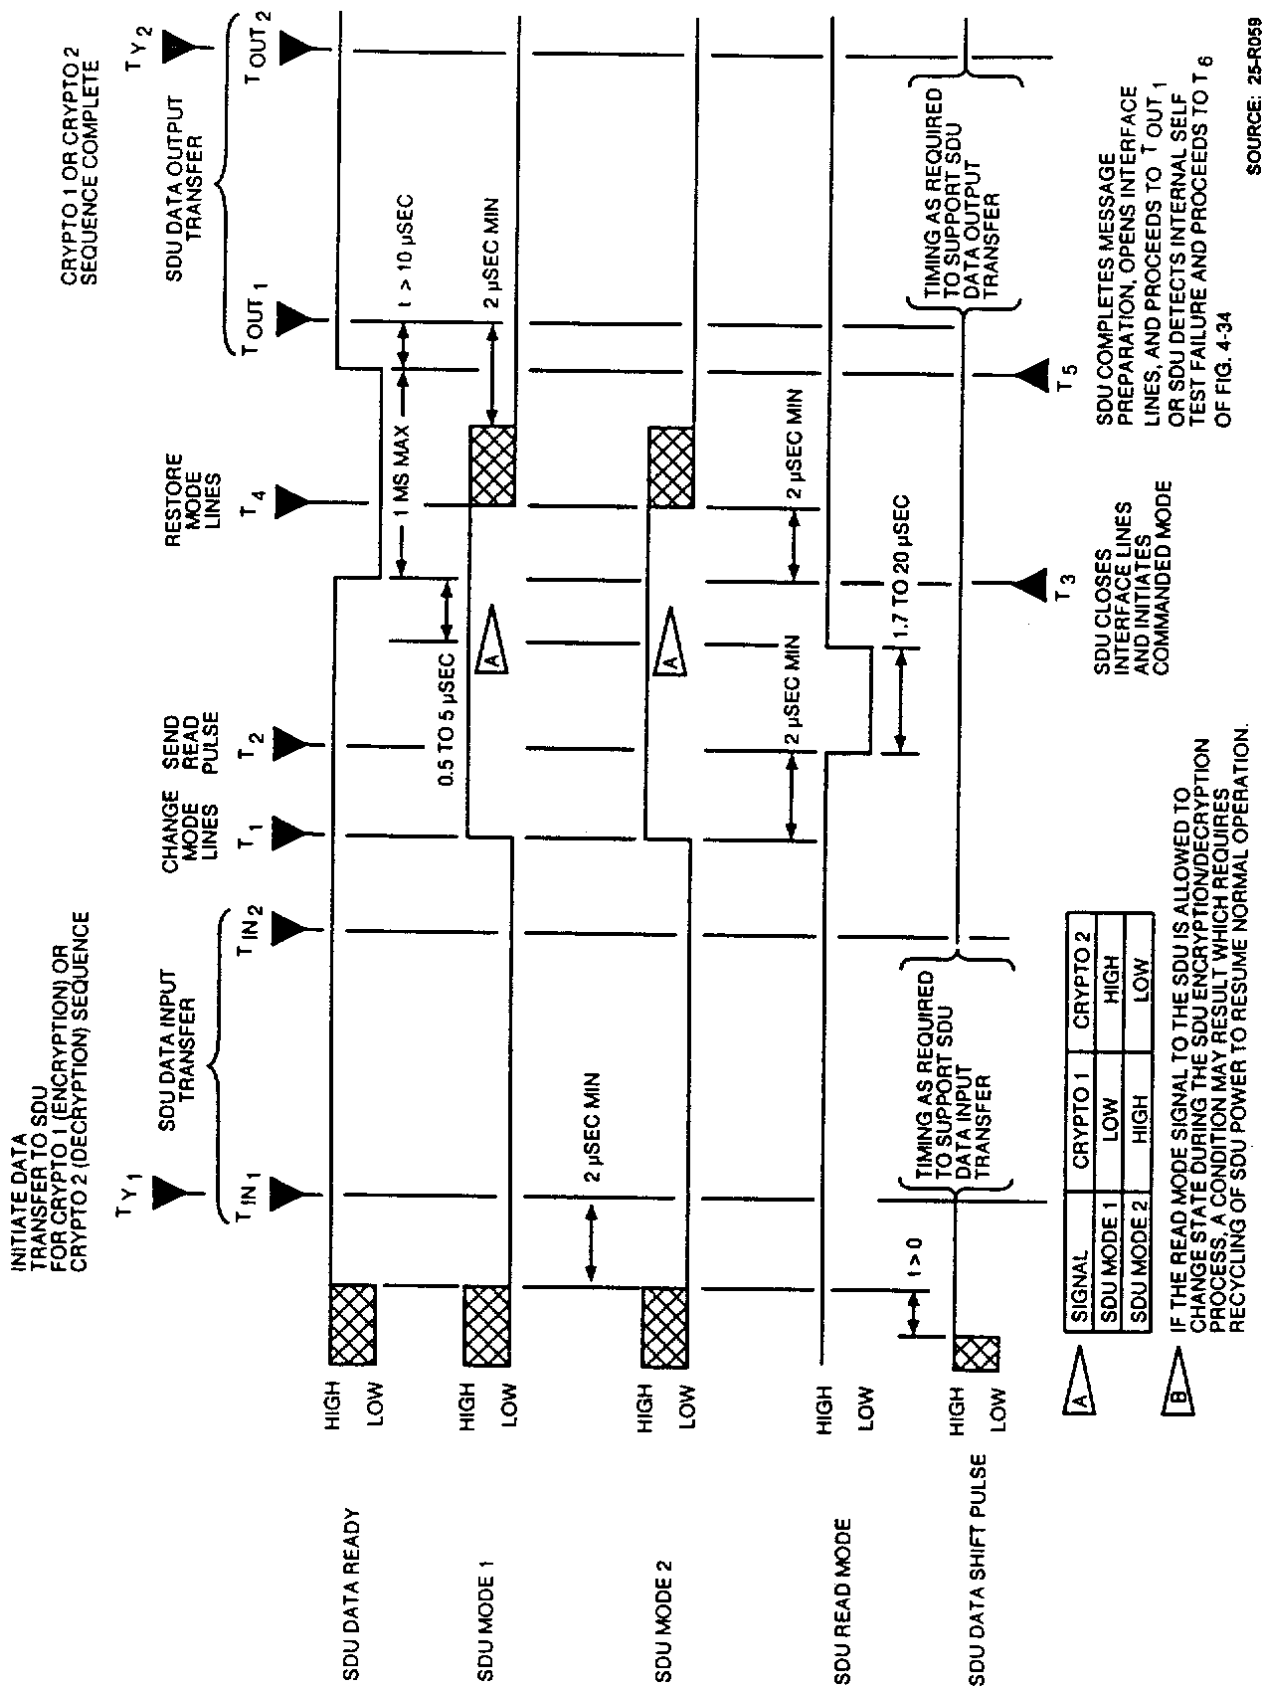 INITIATE DATA
TRANSFER TO SDU
FOR CRYPTO 1 (ENCRYPTION) OR
CRYPTO 2 (DECRYPTION) SEQUENCE
CRYPTO 1 OR CRYPTO 2
SEQUENCE COMPLETE
T Y 1
T Y 2
SDU DATA INPUT
TRANSFER
CHANGE
MODE
LINES
SEND
READ
PULSE
RESTORE
MODE
LINES
SDU DATA OUTPUT
TRANSFER
T IN 1
T IN 2
T 1
T 2
T 4
T OUT 1
T OUT 2
SDU DATA READY
HIGH
LOW
1 MS MAX
t > 10 µSEC
0.5 TO 5 µSEC
SDU MODE 1
HIGH
LOW
A
2 µSEC MIN
2 µSEC MIN
SDU MODE 2
HIGH
LOW
A
2 µSEC MIN
2 µSEC MIN
SDU READ MODE
HIGH
LOW
1.7 TO 20 µSEC
t > 0
TIMING AS REQUIRED
TO SUPPORT SDU
DATA INPUT
TRANSFER
TIMING AS REQUIRED
TO SUPPORT SDU
DATA OUTPUT
TRANSFER
SDU DATA SHIFT PULSE
HIGH
LOW
T 3
T 5
SDU CLOSES
INTERFACE LINES
AND INITIATES
COMMANDED MODE
SDU COMPLETES MESSAGE
PREPARATION, OPENS INTERFACE
LINES, AND PROCEEDS TO T OUT 1
OR SDU DETECTS INTERNAL SELF
TEST FAILURE AND PROCEEDS TO T 6
OF FIG. 4-34
A
SIGNAL CRYPTO 1 CRYPTO 2
SDU MODE 1 LOW HIGH
SDU MODE 2 HIGH LOW
B
IF THE READ MODE SIGNAL TO THE SDU IS ALLOWED TO
CHANGE STATE DURING THE SDU ENCRYPTION/DECRYPTION
PROCESS, A CONDITION MAY RESULT WHICH REQUIRES
RECYCLING OF SDU POWER TO RESUME NORMAL OPERATION.
SOURCE: 25-R059